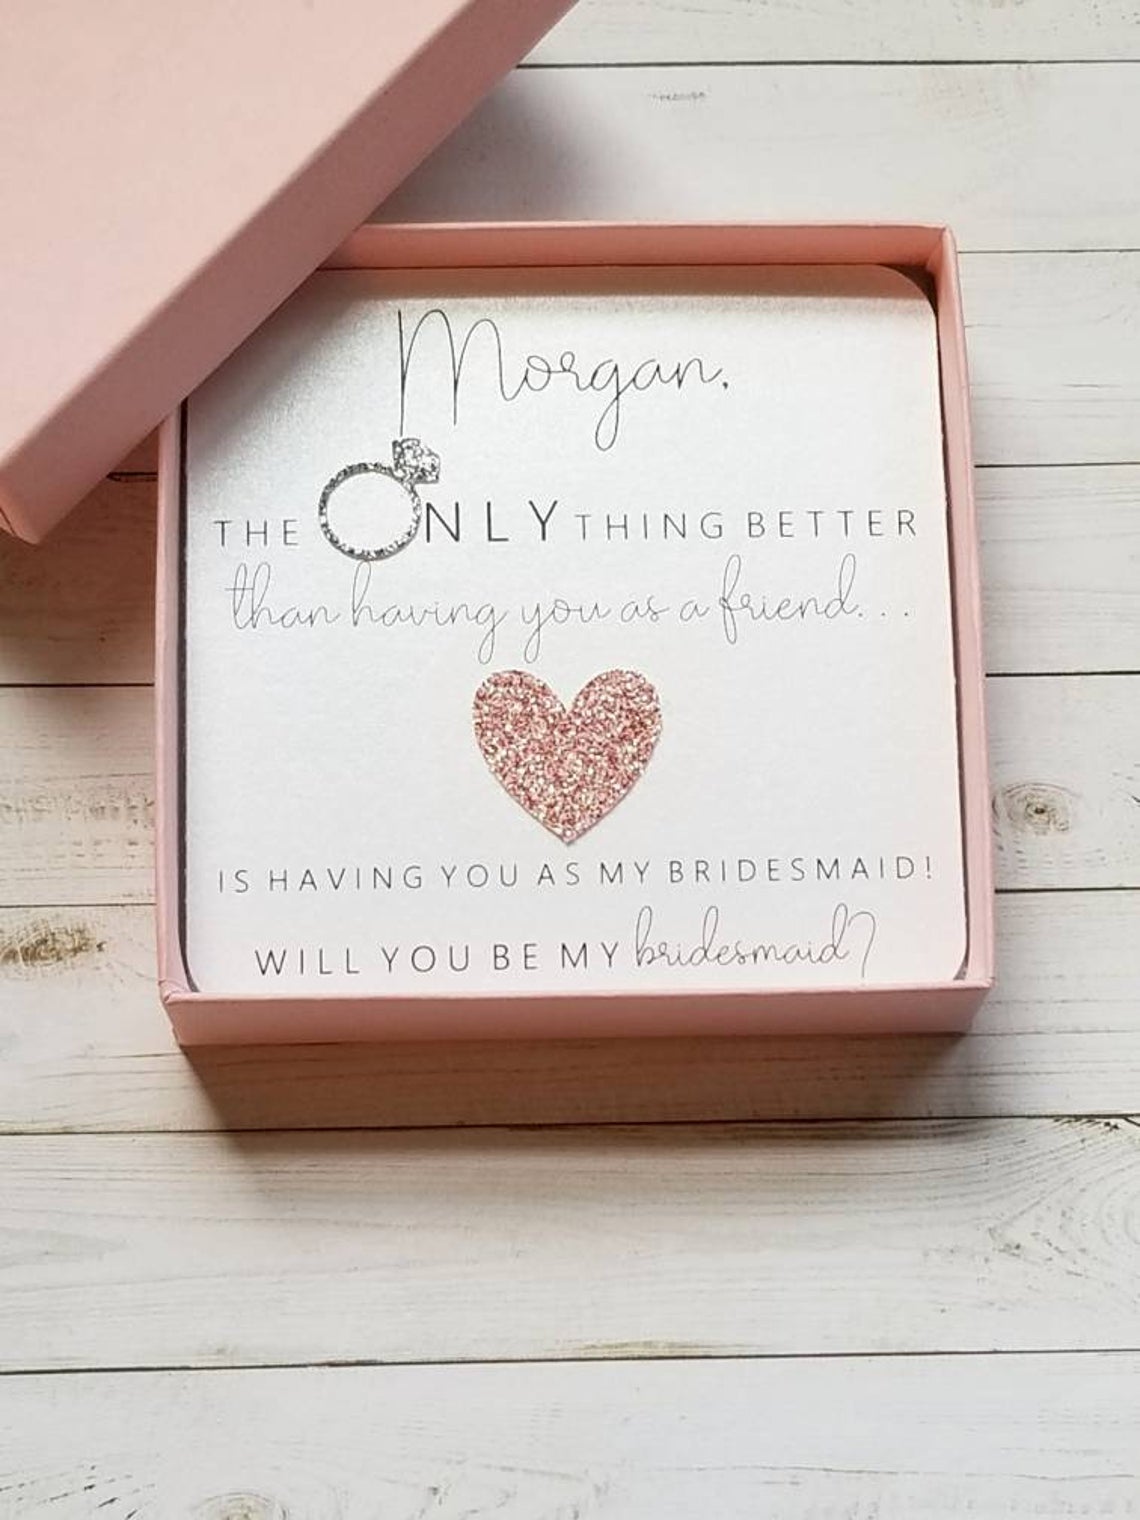 Morgan,
THE ONLY THING BETTER
than having you as a friend...
IS HAVING YOU AS MY BRIDESMAID!
WILL YOU BE MY bridesmaid?